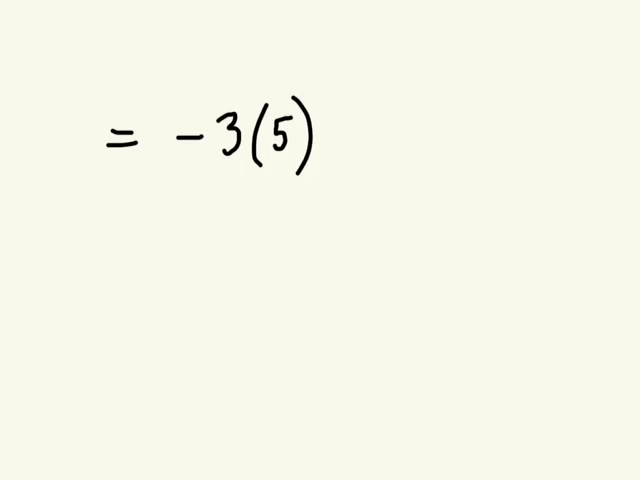 = -3(5)